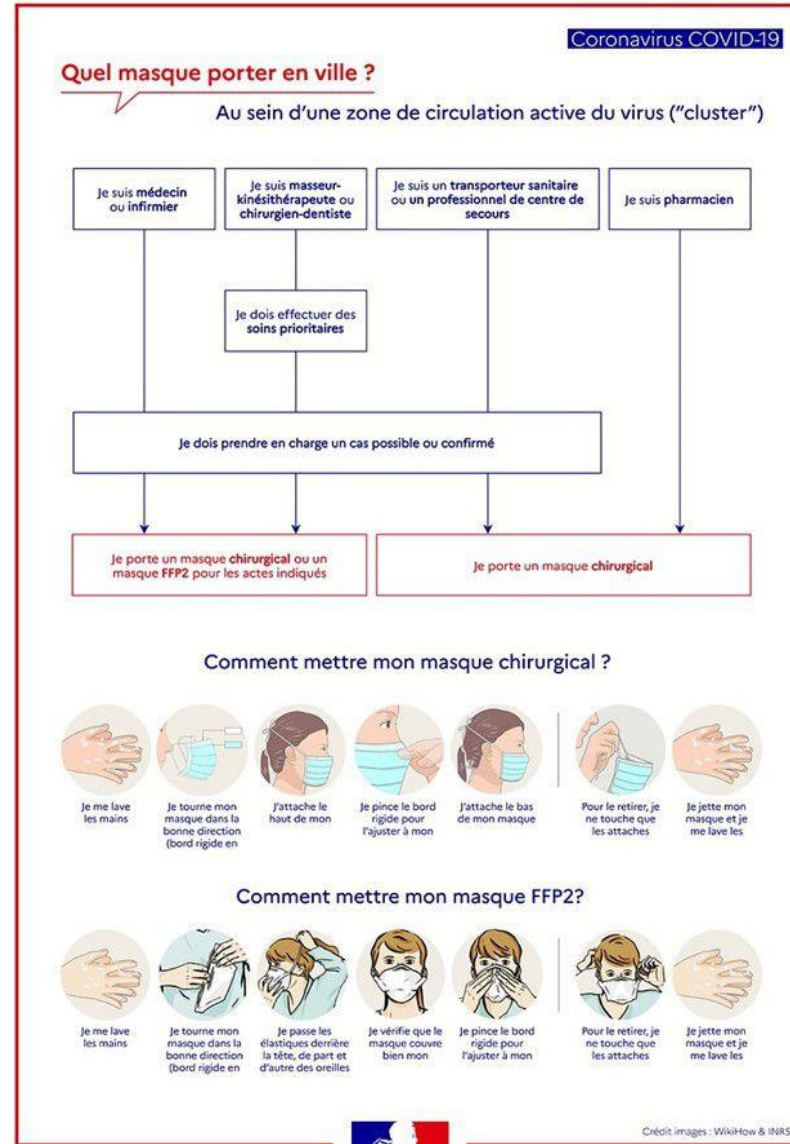 Coronavirus COVID-19
Quel masque porter en ville ?
Au sein d’une zone de circulation active du virus (”cluster”)
Je suis médecin
ou infirmier
Je suis masseur-
kinésithérapeute ou
chirurgien-dentiste
Je suis un transporteur sanitaire
ou un professionnel de centre de
secours
Je suis pharmacien
Je dois effectuer des
soins prioritaires
Je dois prendre en charge un cas possible ou confirmé
Je porte un masque chirurgical ou un
masque FFP2 pour les actes indiqués
Je porte un masque chirurgical
Comment mettre mon masque chirurgical ?
Je me lave
les mains
Je tourne mon
masque dans la
bonne direction
(bord rigide en
J’attache le
haut de mon
Je pince le bord
rigide pour
l’ajuster à mon
J’attache le bas
de mon masque
Pour le retirer, je
ne touche que
les attaches
Je jette mon
masque et je
me lave les
Comment mettre mon masque FFP2?
Je me lave
les mains
Je tourne mon
masque dans la
bonne direction
(bord rigide en
Je passe les
élastiques derrière
la tête, de part et
d’autre des oreilles
Je vérifie que le
masque couvre
bien mon
Je pince le bord
rigide pour
l’ajuster à mon
Pour le retirer, je
ne touche que
les attaches
Je jette mon
masque et je
me lave les
Crédit images : WikiHow & INRS